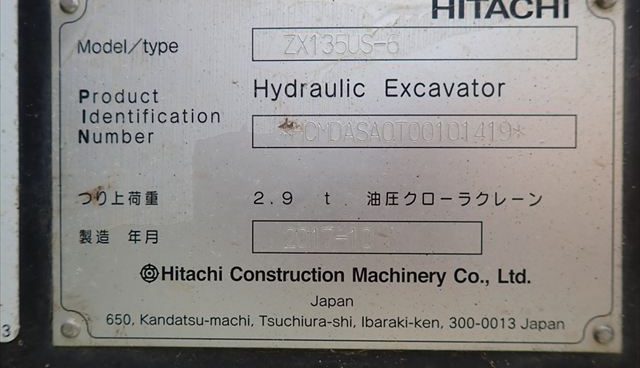 HITACHI
Model/type ZX135US-6
Hydraulic Excavator
Product
Identification
Number *HCMDASA0T00101419*
つり上荷重 2.9 t 油圧クローラクレーン
製造 年月 2017-10
Hitachi Construction Machinery Co., Ltd.
Japan
650, Kandatsu-machi, Tsuchiura-shi, Ibaraki-ken, 300-0013 Japan
3